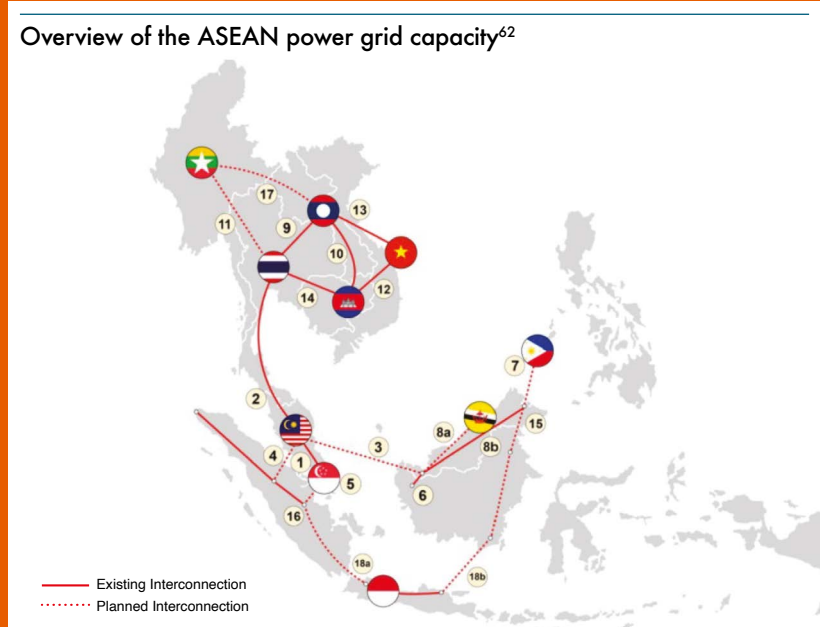 Overview of the ASEAN power grid capacity62
17
13
11
9
10
14
12
7
2
8a
15
3
8b
4
1
5
6
16
18a
18b
Existing Interconnection
Planned Interconnection